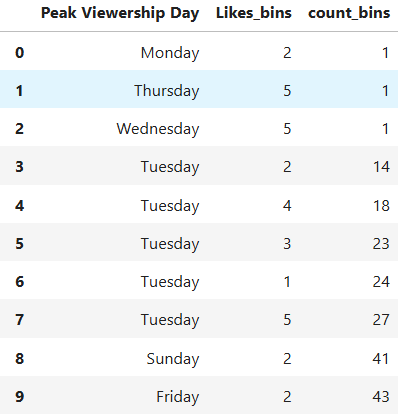 Peak Viewership Day Likes_bins count_bins
0 Monday 2 1
1 Thursday 5 1
2 Wednesday 5 1
3 Tuesday 2 14
4 Tuesday 4 18
5 Tuesday 3 23
6 Tuesday 1 24
7 Tuesday 5 27
8 Sunday 2 41
9 Friday 2 43